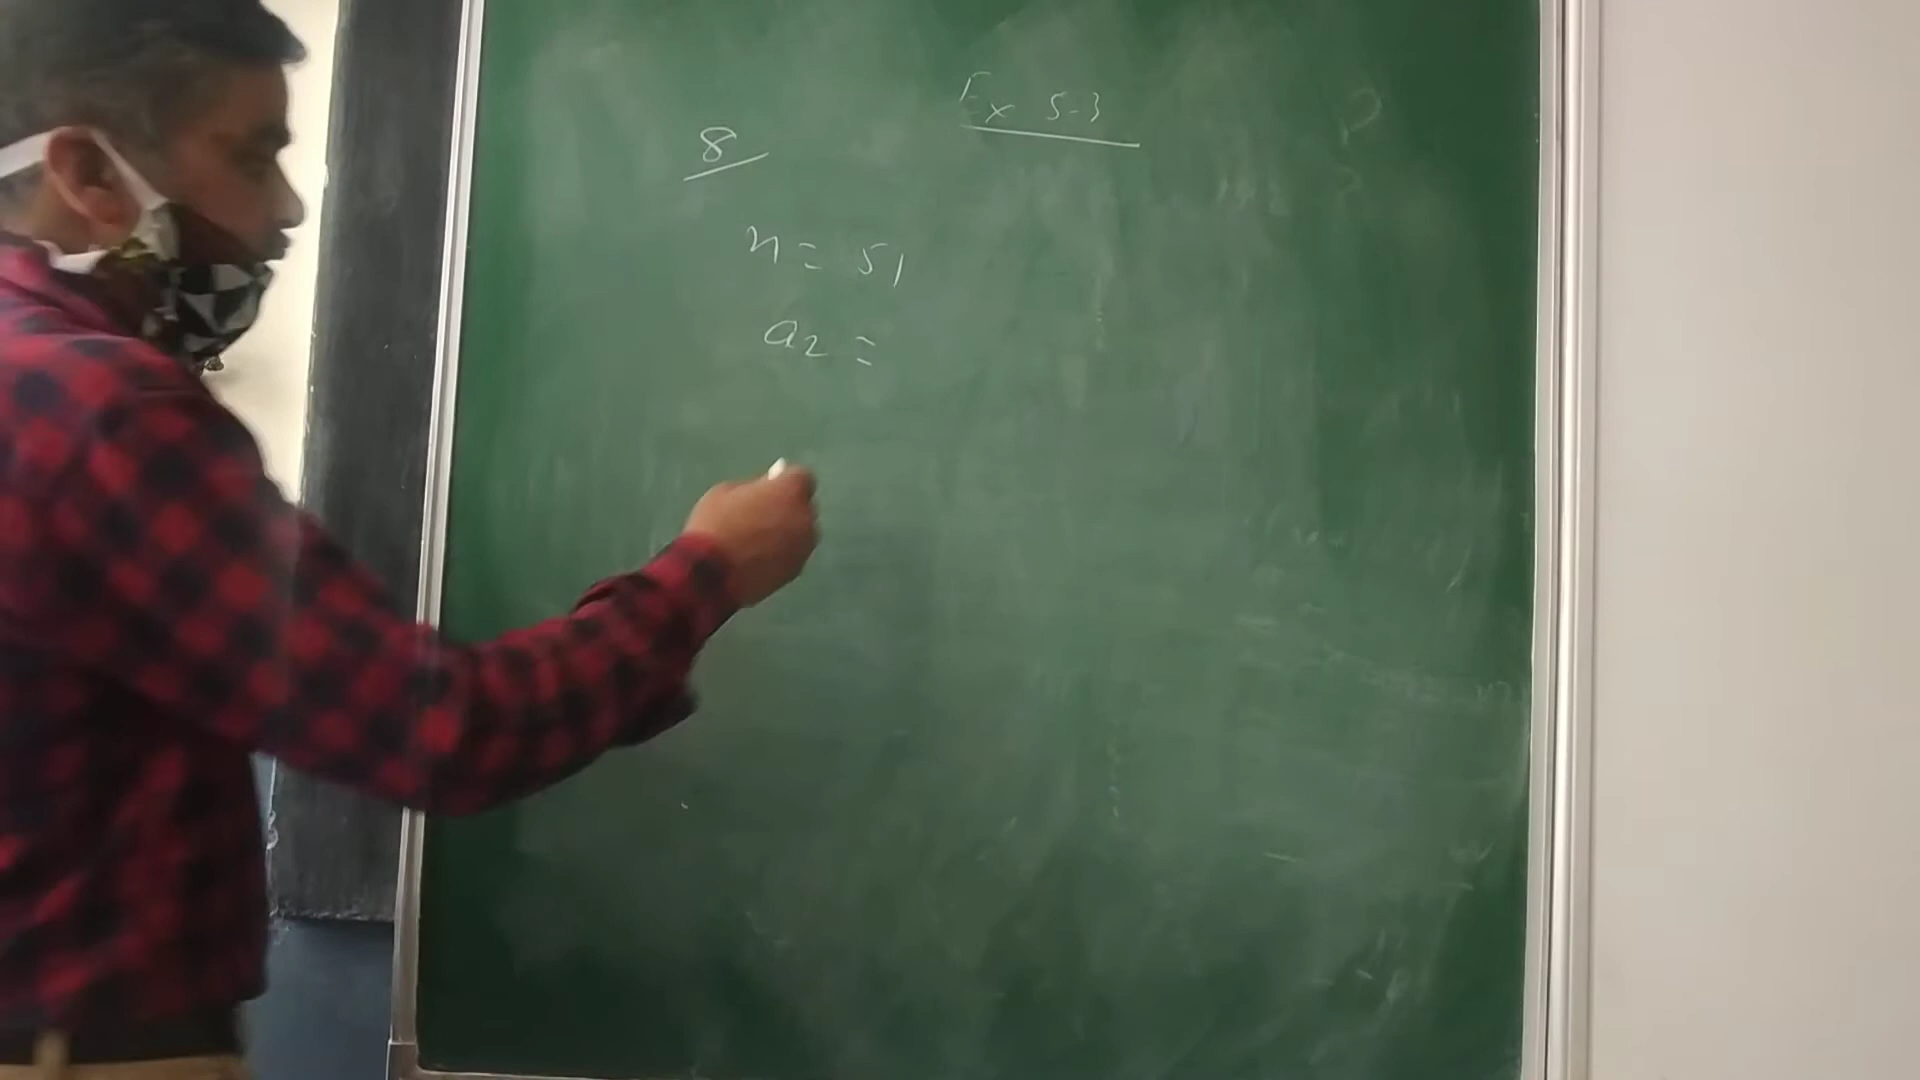 Ex 5-3
8
n = 51
a2 =